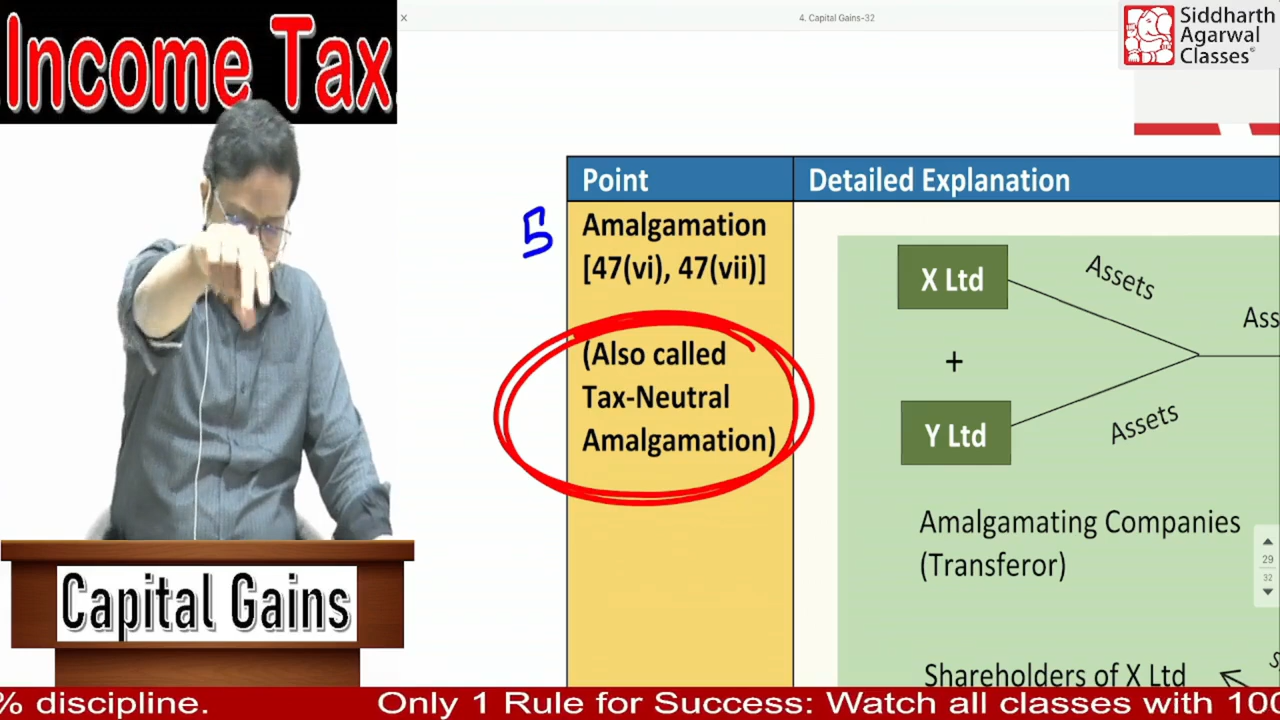 Income Tax
4. Capital Gains-32
Siddharth
Agarwal
Classes
Point
Detailed Explanation
5
Amalgamation
[47(vi), 47(vii)]
(Also called
Tax-Neutral
Amalgamation)
X Ltd
Assets
+
Y Ltd
Assets
Ass
Amalgamating Companies
(Transferor)
Shareholders of X Ltd
29
32
Capital Gains
% discipline.
Only 1 Rule for Success: Watch all classes with 100